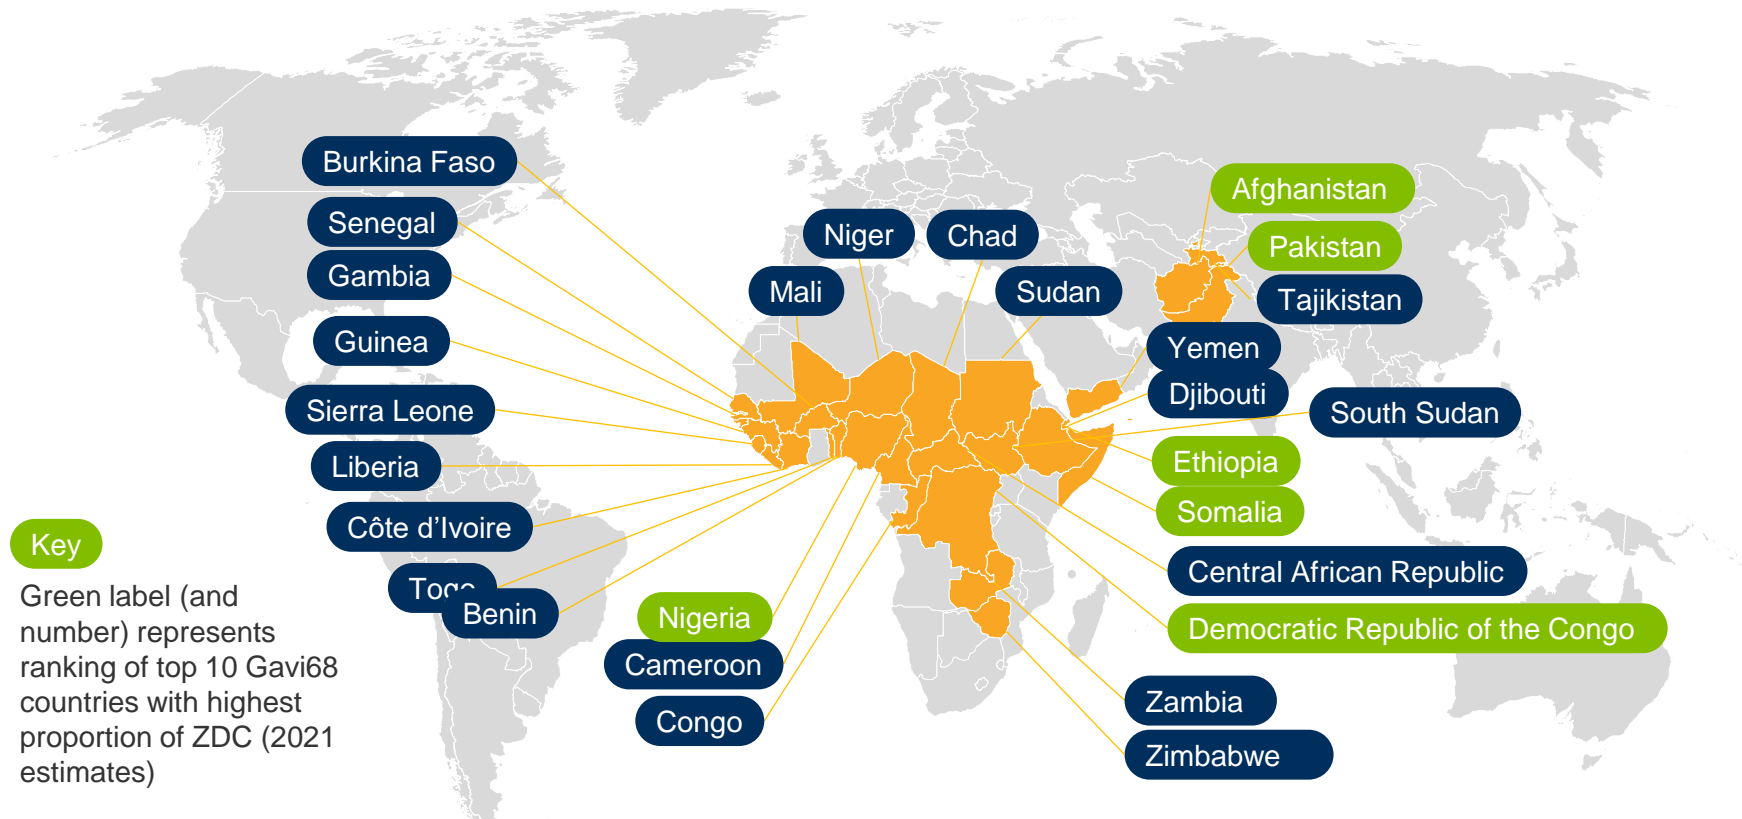 Burkina Faso
Senegal
Gambia
Guinea
Sierra Leone
Liberia
Côte d’Ivoire
Togo
Benin
Niger
Chad
Mali
Sudan
Afghanistan
Pakistan
Tajikistan
Yemen
Djibouti
South Sudan
Ethiopia
Somalia
Central African Republic
Democratic Republic of the Congo
Zambia
Zimbabwe
Nigeria
Cameroon
Congo
Key
Green label (and
number) represents
ranking of top 10 Gavi68
countries with highest
proportion of ZDC (2021
estimates)